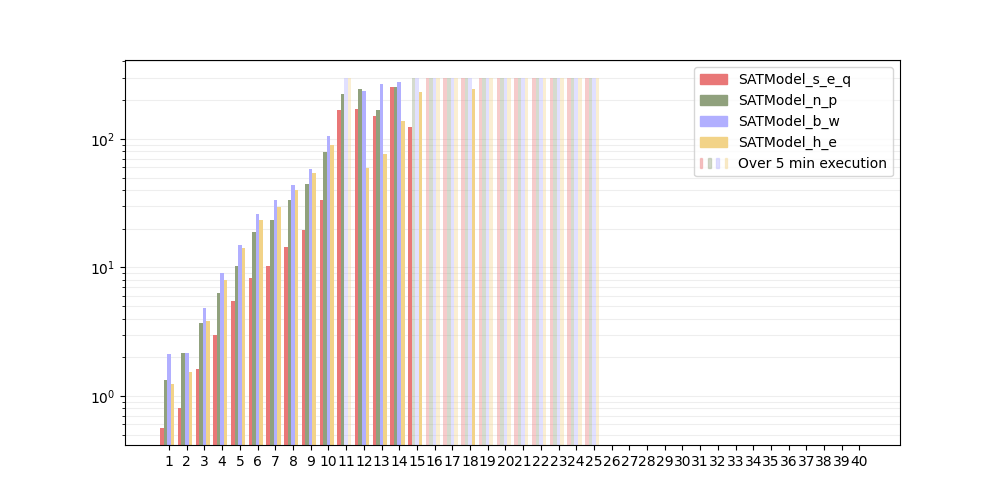 SATModel_s_e_q
SATModel_n_p
SATModel_b_w
SATModel_h_e
Over 5 min execution
10²
10¹
10⁰
1 2 3 4 5 6 7 8 9 10 11 12 13 14 15 16 17 18 19 20 21 22 23 24 25 26 27 28 29 30 31 32 33 34 35 36 37 38 39 40